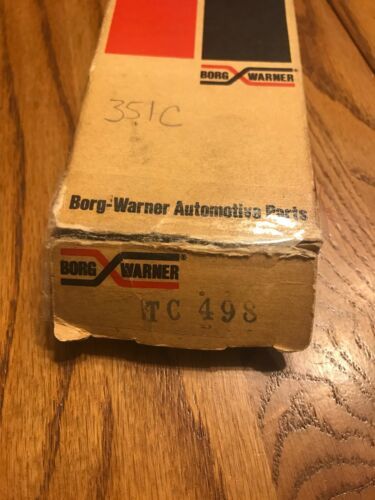 BORG WARNER®
351C
Borg-Warner Automotive Parts
BORG WARNER®
TC 498